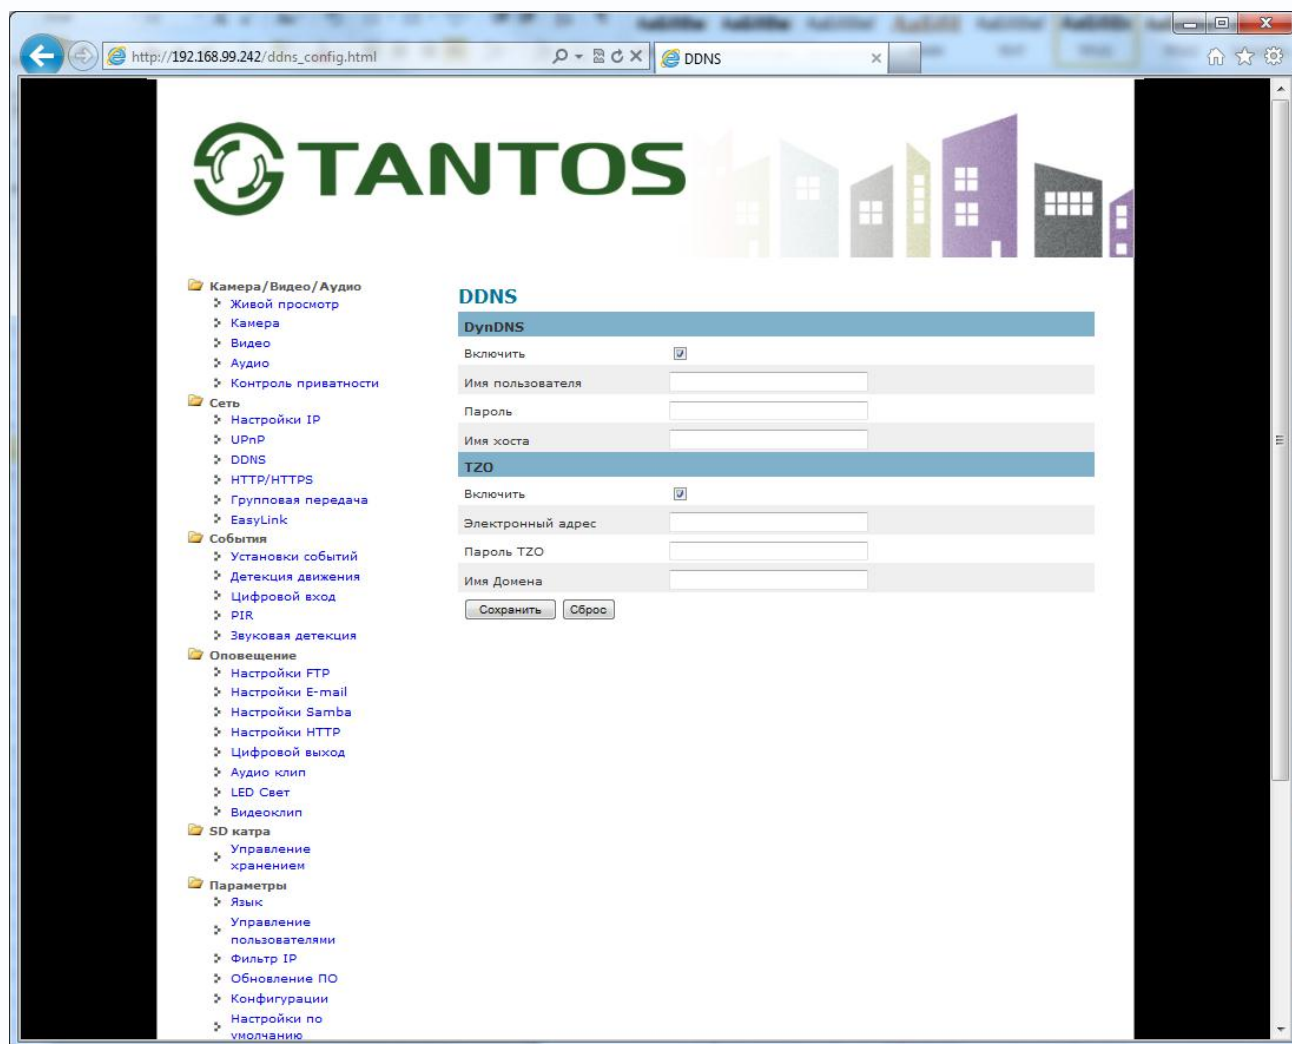 http://192.168.99.242/ddns_config.html
DDNS
TANTOS
Камера/Видео/Аудио
Живой просмотр
Камера
Видео
Аудио
Контроль приватности
Сеть
Настройки IP
UPnP
DDNS
HTTP/HTTPS
Групповая передача
EasyLink
События
Установки событий
Детекция движения
Цифровой вход
PIR
Звуковая детекция
Оповещение
Настройки FTP
Настройки E-mail
Настройки Samba
Настройки HTTP
Цифровой выход
Аудио клип
LED Свет
Видеоклип
SD катра
Управление
хранением
Параметры
Язык
Управление
пользователями
Фильтр IP
Обновление ПО
Конфигурации
Настройки по
умолчанию
DDNS
DynDNS
Включить
Имя пользователя
Пароль
Имя хоста
TZO
Включить
Электронный адрес
Пароль TZO
Имя Домена
Сохранить Сброс